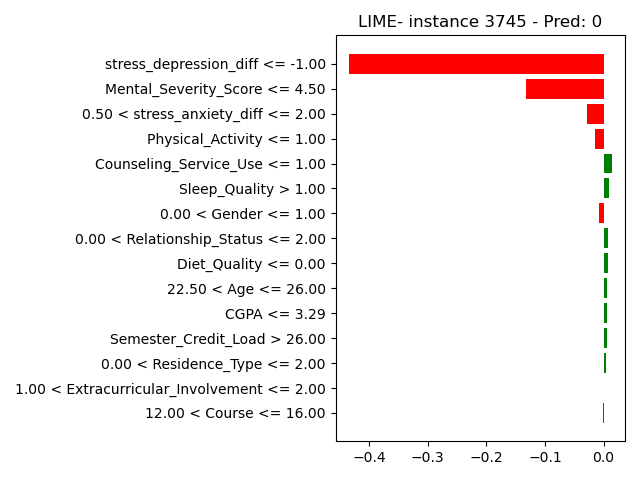 LIME- instance 3745 - Pred: 0
stress_depression_diff <= -1.00
Mental_Severity_Score <= 4.50
0.50 < stress_anxiety_diff <= 2.00
Physical_Activity <= 1.00
Counseling_Service_Use <= 1.00
Sleep_Quality > 1.00
0.00 < Gender <= 1.00
0.00 < Relationship_Status <= 2.00
Diet_Quality <= 0.00
22.50 < Age <= 26.00
CGPA <= 3.29
Semester_Credit_Load > 26.00
0.00 < Residence_Type <= 2.00
1.00 < Extracurricular_Involvement <= 2.00
12.00 < Course <= 16.00
−0.4 −0.3 −0.2 −0.1 0.0